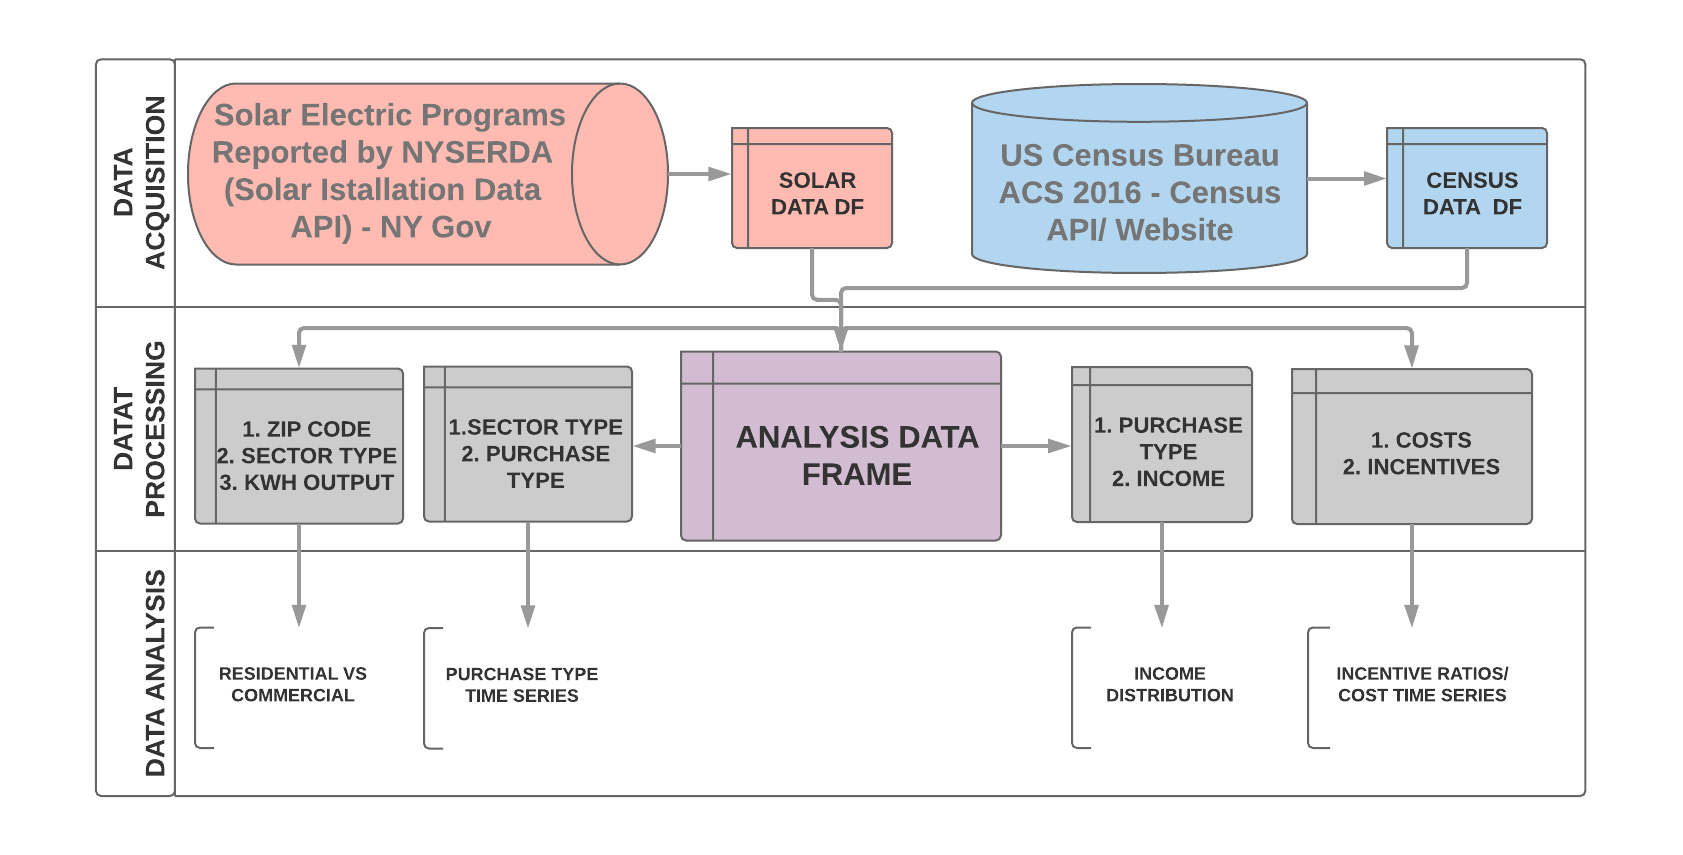 DATA
ACQUISITION
Solar Electric Programs
Reported by NYSERDA
(Solar Istallation Data
API) - NY Gov
SOLAR
DATA DF
US Census Bureau
ACS 2016 - Census
API/ Website
CENSUS
DATA DF
DATAT
PROCESSING
1. ZIP CODE
2. SECTOR TYPE
3. KWH OUTPUT
1.SECTOR TYPE
2. PURCHASE
TYPE
ANALYSIS DATA
FRAME
1. PURCHASE
TYPE
2. INCOME
1. COSTS
2. INCENTIVES
DATA ANALYSIS
RESIDENTIAL VS
COMMERCIAL
PURCHASE TYPE
TIME SERIES
INCOME
DISTRIBUTION
INCENTIVE RATIOS/
COST TIME SERIES